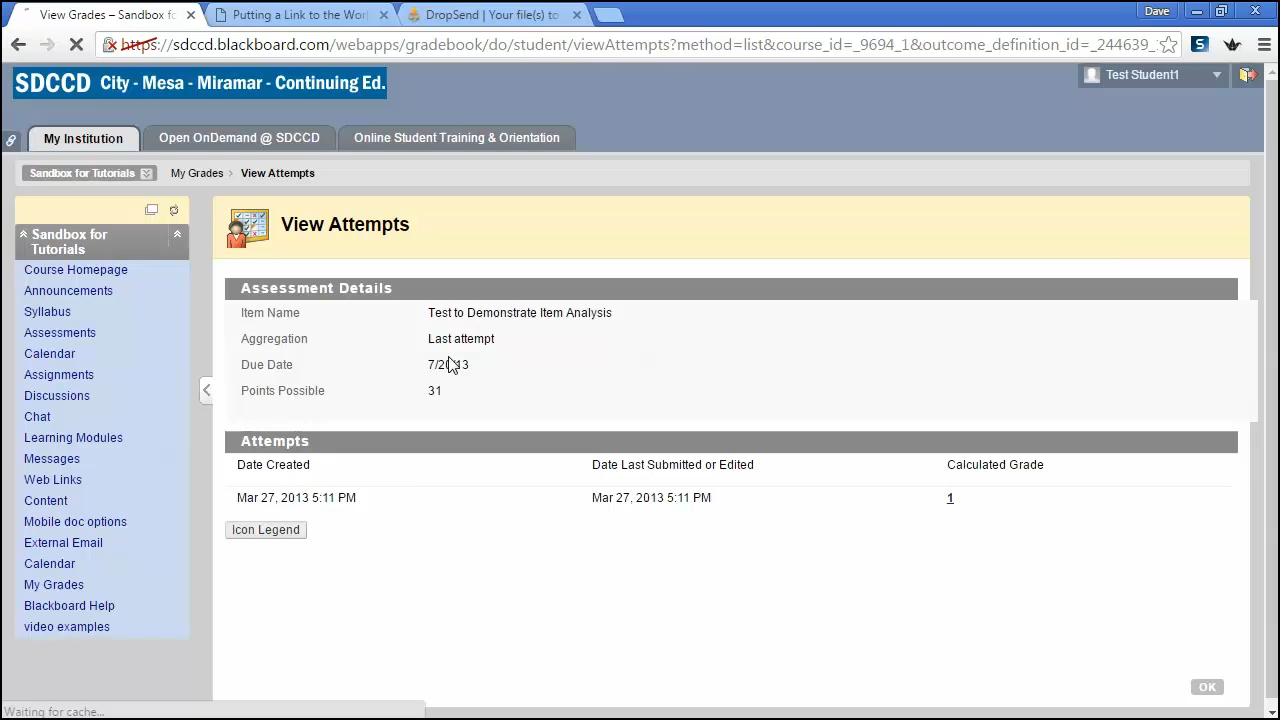 View Grades – Sandbox fo
Putting a Link to the Worl
DropSend | Your file(s) to
Dave
https://sdccd.blackboard.com/webapps/gradebook/do/student/viewAttempts?method=list&course_id=_9694_1&outcome_definition_id=_244639_
SDCCD City - Mesa - Miramar - Continuing Ed.
Test Student1
My Institution
Open OnDemand @ SDCCD
Online Student Training & Orientation
Sandbox for Tutorials
My Grades
View Attempts
Sandbox for
Tutorials
Course Homepage
Announcements
Syllabus
Assessments
Calendar
Assignments
Discussions
Chat
Learning Modules
Messages
Web Links
Content
Mobile doc options
External Email
Calendar
My Grades
Blackboard Help
video examples
View Attempts
Assessment Details
Item Name Test to Demonstrate Item Analysis
Aggregation Last attempt
Due Date
Points Possible 31
Attempts
Date Created Date Last Submitted or Edited Calculated Grade
Mar 27, 2013 5:11 PM Mar 27, 2013 5:11 PM 1
Icon Legend
OK
Waiting for cache...